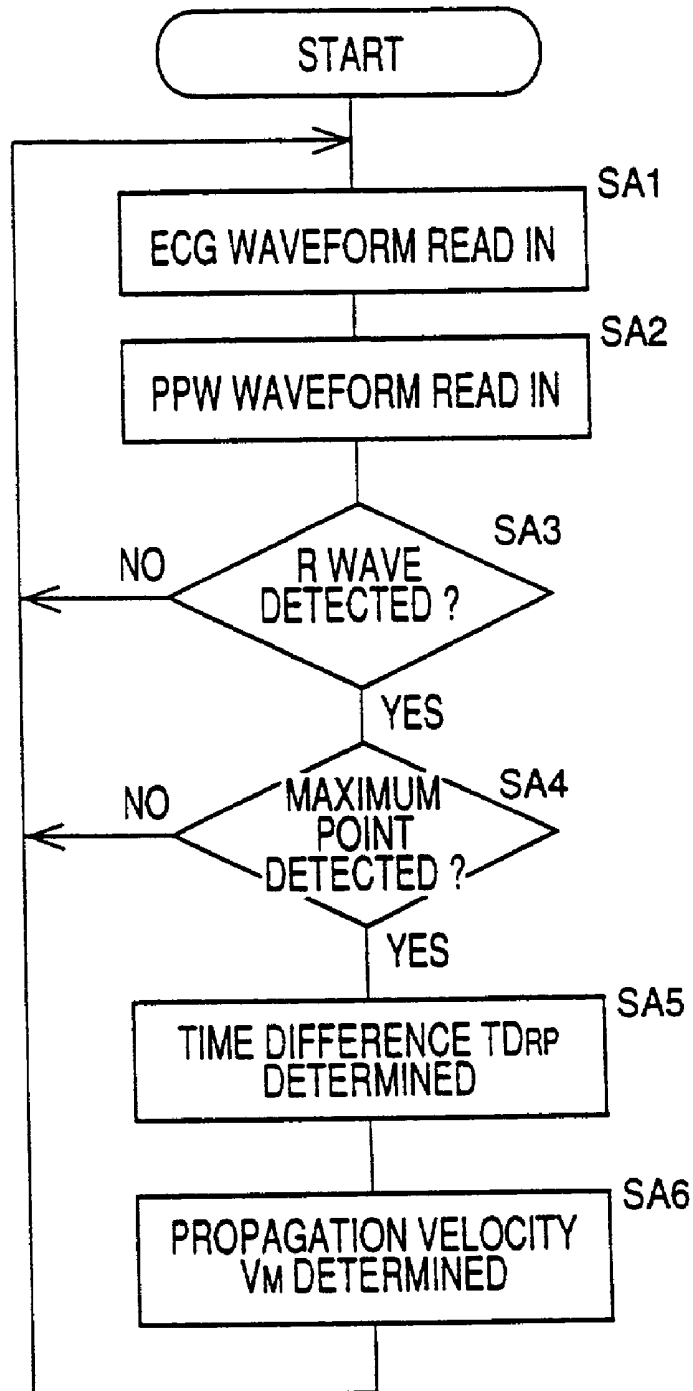 START
SA1
ECG WAVEFORM READ IN
SA2
PPW WAVEFORM READ IN
SA3
NO
R WAVE
DETECTED ?
YES
SA4
NO
MAXIMUM
POINT
DETECTED ?
YES
SA5
TIME DIFFERENCE TDRP
DETERMINED
SA6
PROPAGATION VELOCITY
VM DETERMINED